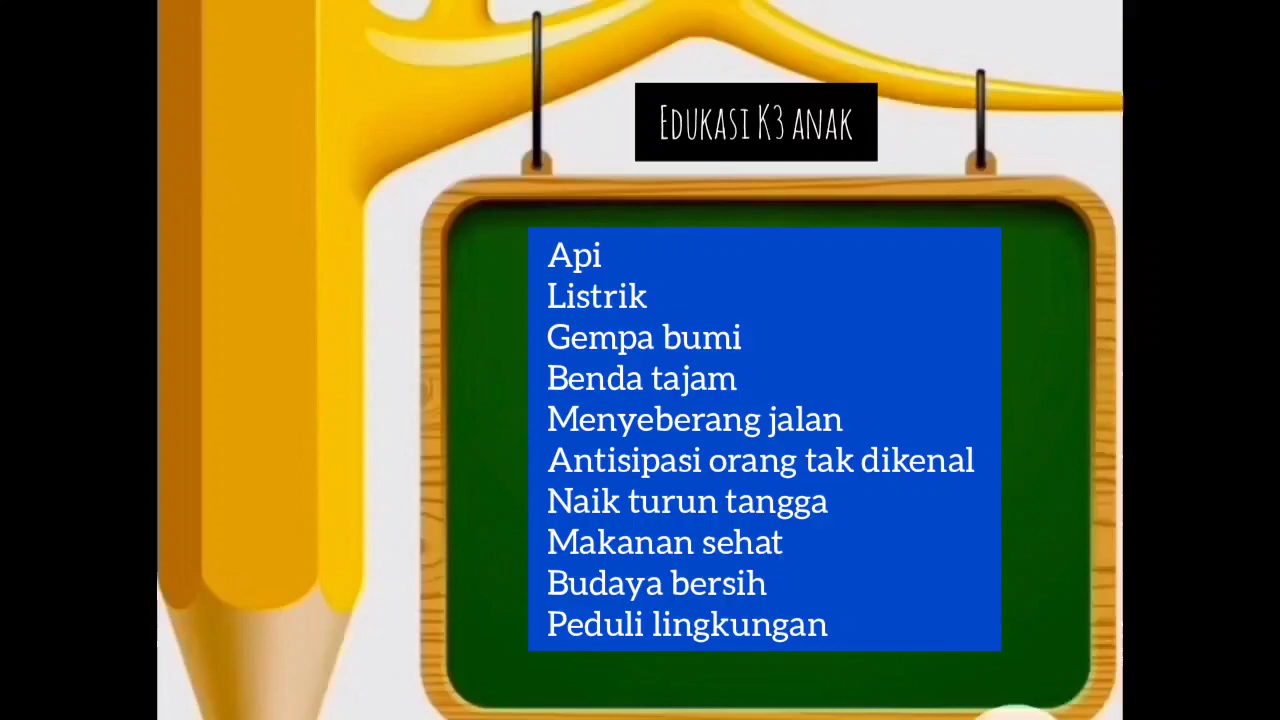 Edukasi K3 anak
Api
Listrik
Gempa bumi
Benda tajam
Menyeberang jalan
Antisipasi orang tak dikenal
Naik turun tangga
Makanan sehat
Budaya bersih
Peduli lingkungan